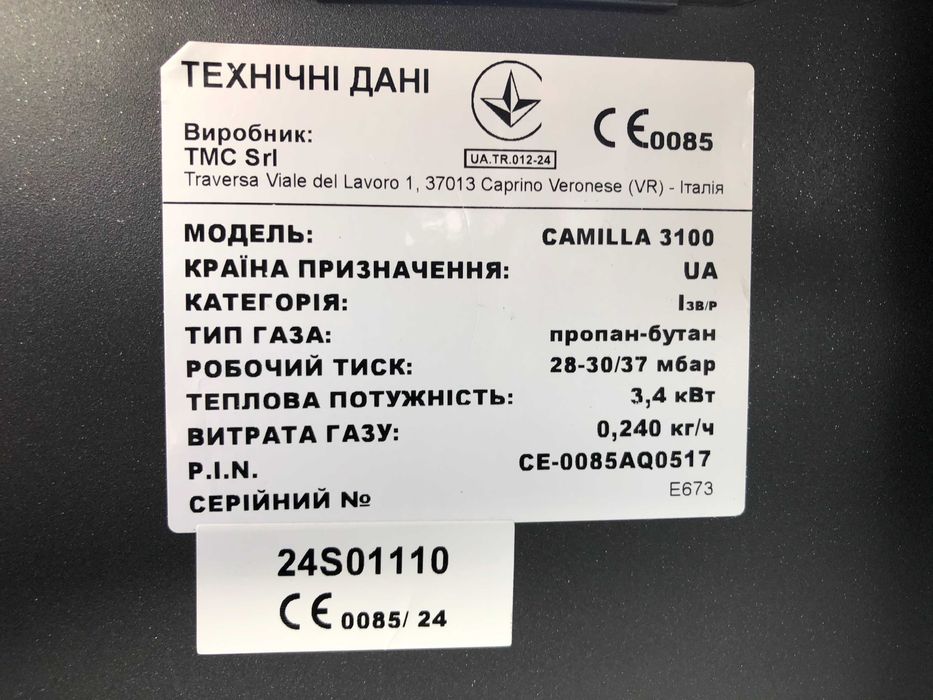 ТЕХНІЧНІ ДАНІ
Виробник:
TMC Srl
UA.TR.012-24
CE0085
Traversa Viale del Lavoro 1, 37013 Caprino Veronese (VR) - Італія
МОДЕЛЬ: CAMILLA 3100
КРАЇНА ПРИЗНАЧЕННЯ: UA
КАТЕГОРІЯ: I3B/P
ТИП ГАЗА: пропан-бутан
РОБОЧИЙ ТИСК: 28-30/37 мбар
ТЕПЛОВА ПОТУЖНІСТЬ: 3,4 кВт
ВИТРАТА ГАЗУ: 0,240 кг/ч
P.I.N. CE-0085AQ0517
СЕРІЙНИЙ № E673
24S01110
CE 0085/ 24